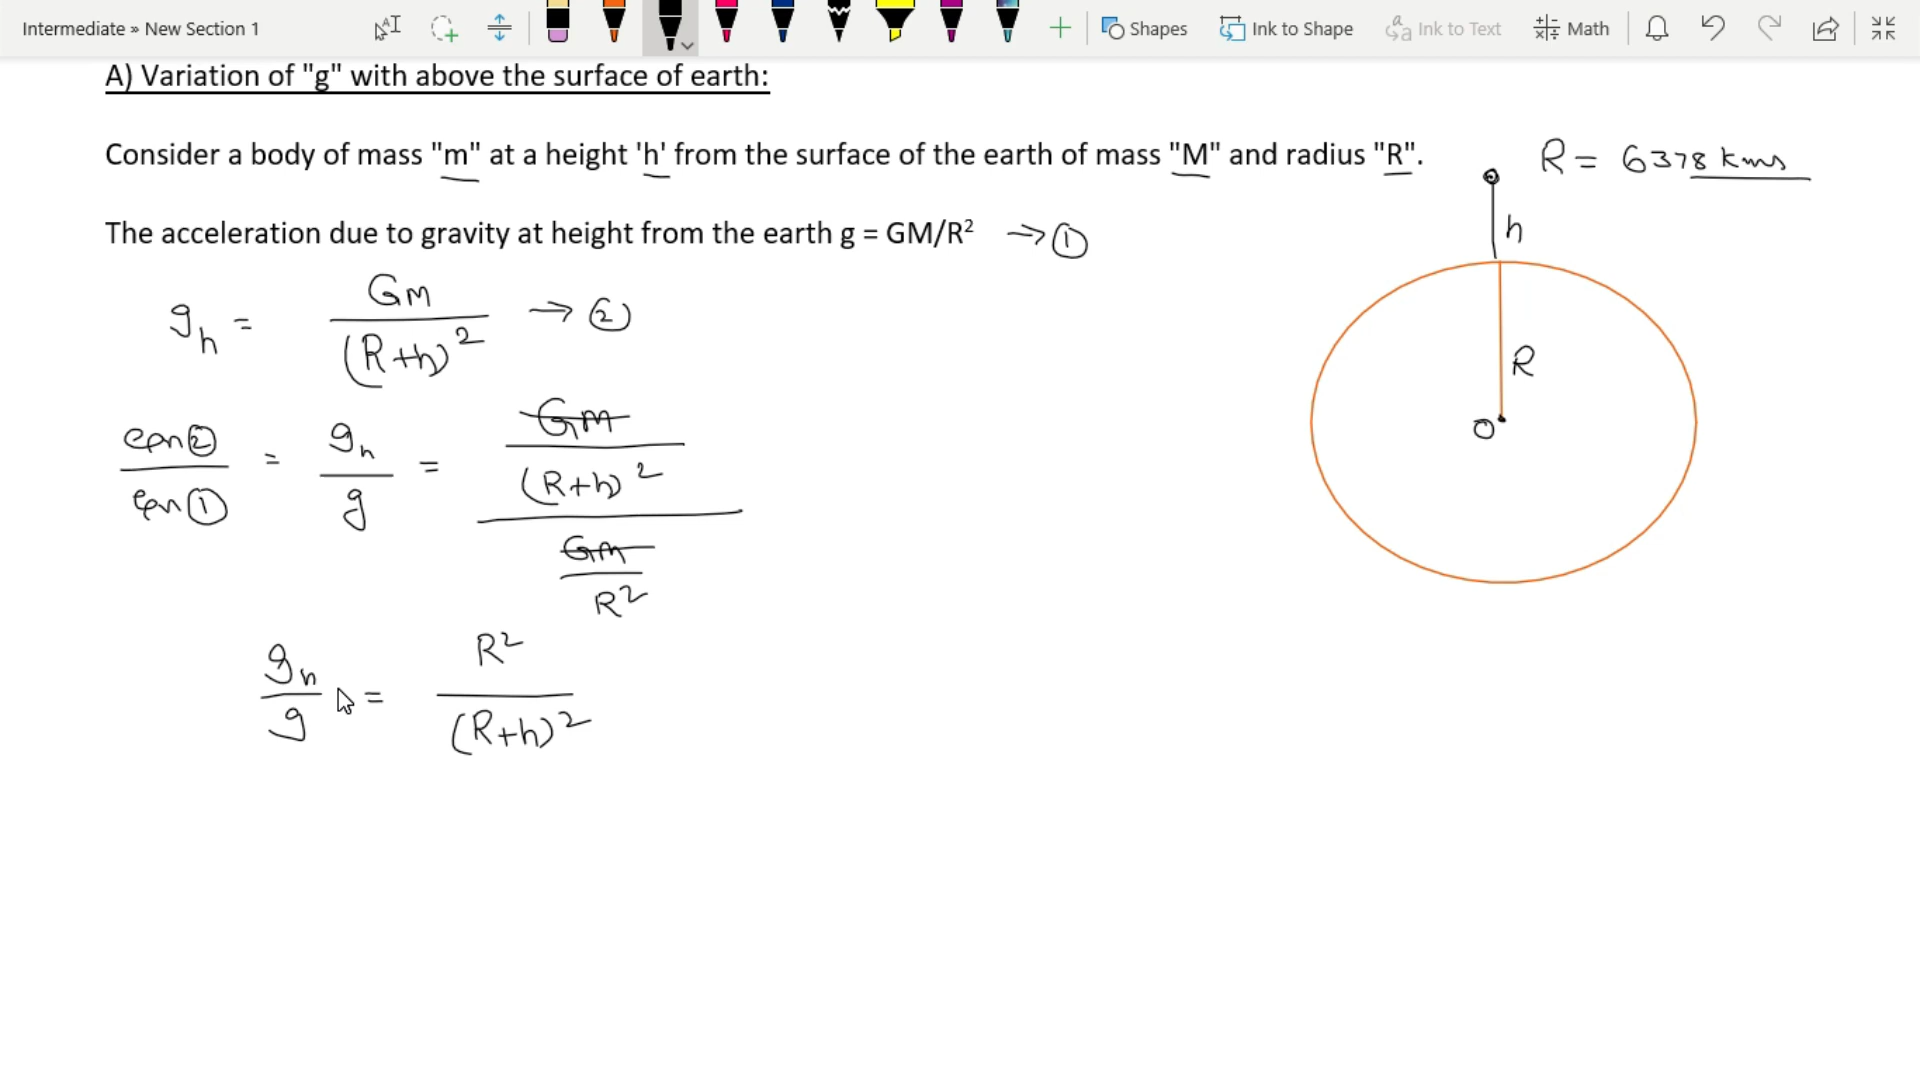 Intermediate » New Section 1
Shapes
Ink to Shape
Ink to Text
Math
A) Variation of "g" with above the surface of earth:
Consider a body of mass "m" at a height 'h' from the surface of the earth of mass "M" and radius "R".
R = 6378 kms
The acceleration due to gravity at height from the earth g = GM/R² → ①
h
g_h = GM / (R+h)² → ②
R
O
eqn② / eqn① = g_h / g = GM / (R+h)² / GM / R²
g_h / g = R² / (R+h)²